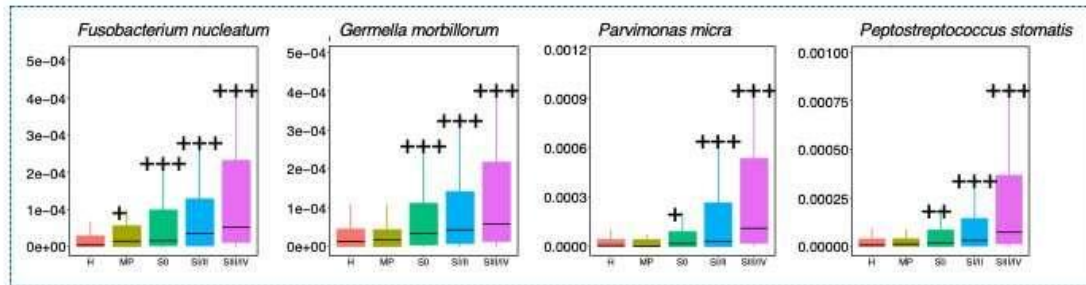 Fusobacterium nucleatum
5e−04
4e−04
3e−04
2e−04
1e−04
0e+00
+ +++ +++ +++
H MP S0 SI/II SIII/IV
Germella morbillorum
5e−04
4e−04
3e−04
2e−04
1e−04
0e+00
+++ +++ +++
H MP S0 SI/II SIII/IV
Parvimonas micra
0.0012
0.0009
0.0006
0.0003
0.0000
+ +++ +++
H MP S0 SI/II SIII/IV
Peptostreptococcus stomatis
0.00100
0.00075
0.00050
0.00025
0.00000
++ +++ +++
H MP S0 SI/II SIII/IV